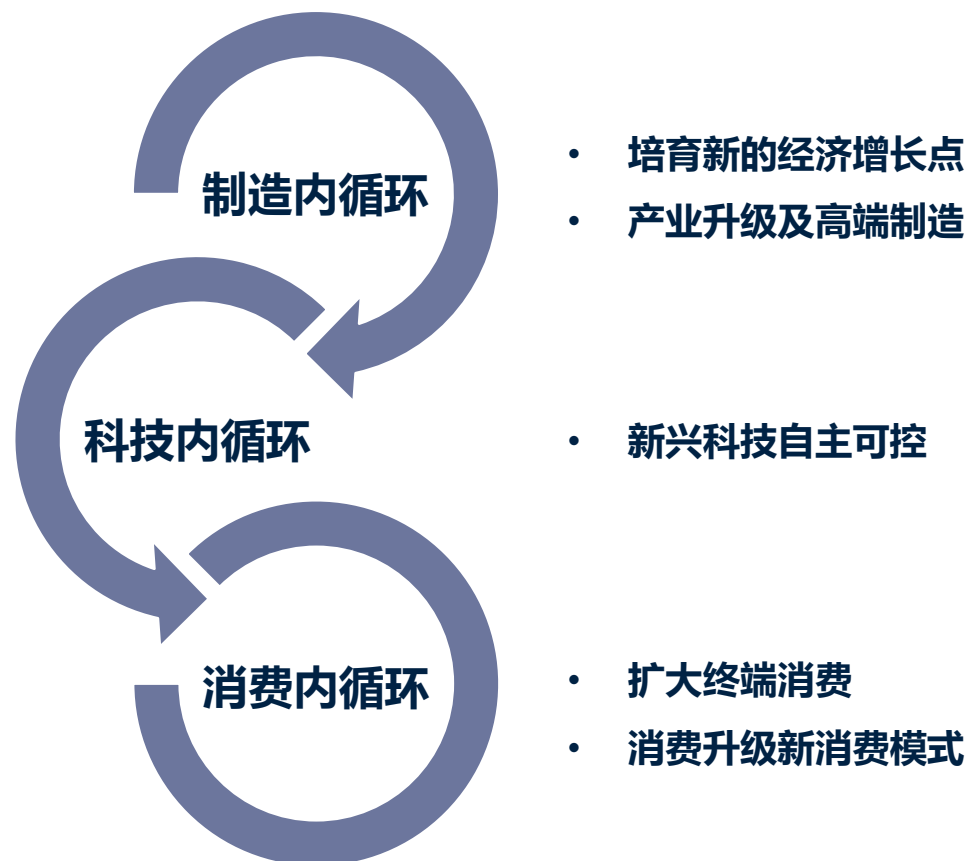 制造内循环
• 培育新的经济增长点
• 产业升级及高端制造
科技内循环
• 新兴科技自主可控
消费内循环
• 扩大终端消费
• 消费升级新消费模式